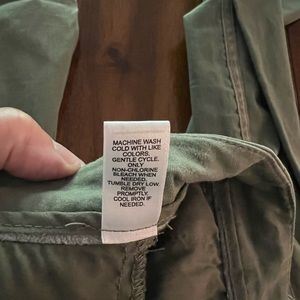 MACHINE WASH
COLD WITH LIKE
COLORS,
GENTLE CYCLE.
ONLY
NON-CHLORINE
BLEACH WHEN
NEEDED.
TUMBLE DRY LOW.
REMOVE
PROMPTLY.
COOL IRON IF
NEEDED.